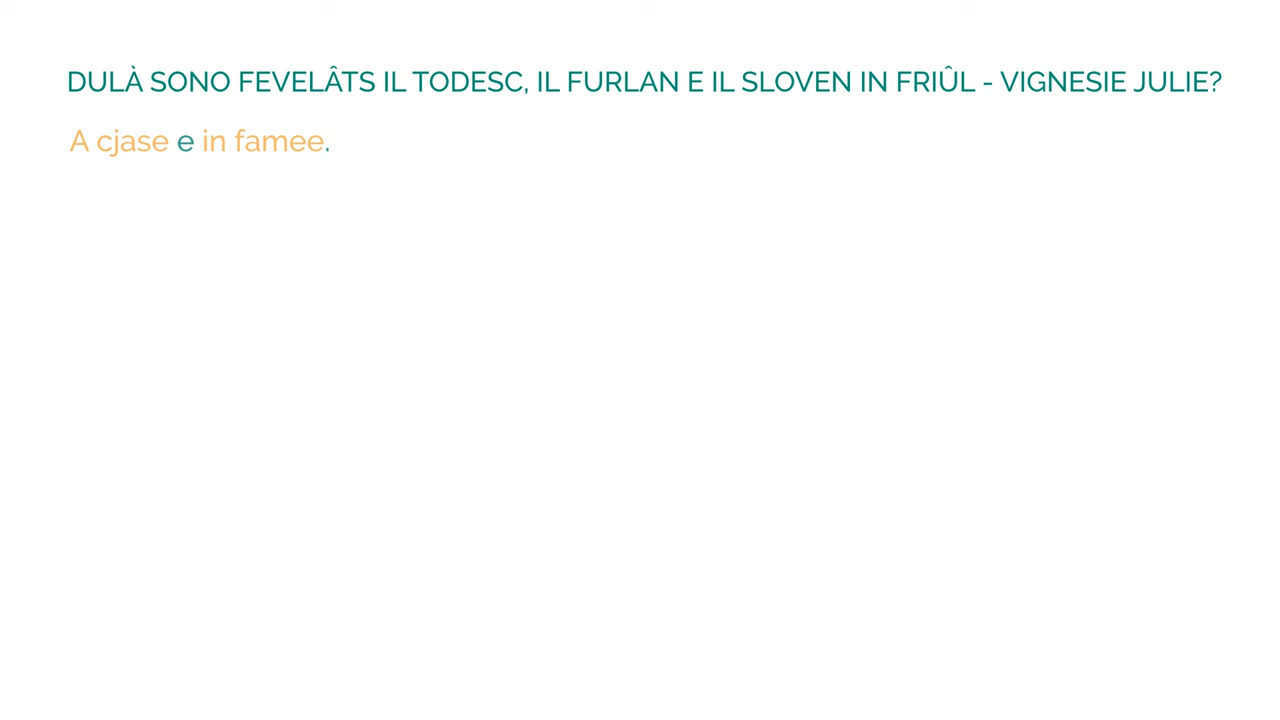 DULÀ SONO FEVELÂTS IL TODESC, IL FURLAN E IL SLOVEN IN FRIÛL - VIGNESIE JULIE?
A cjase e in famee.